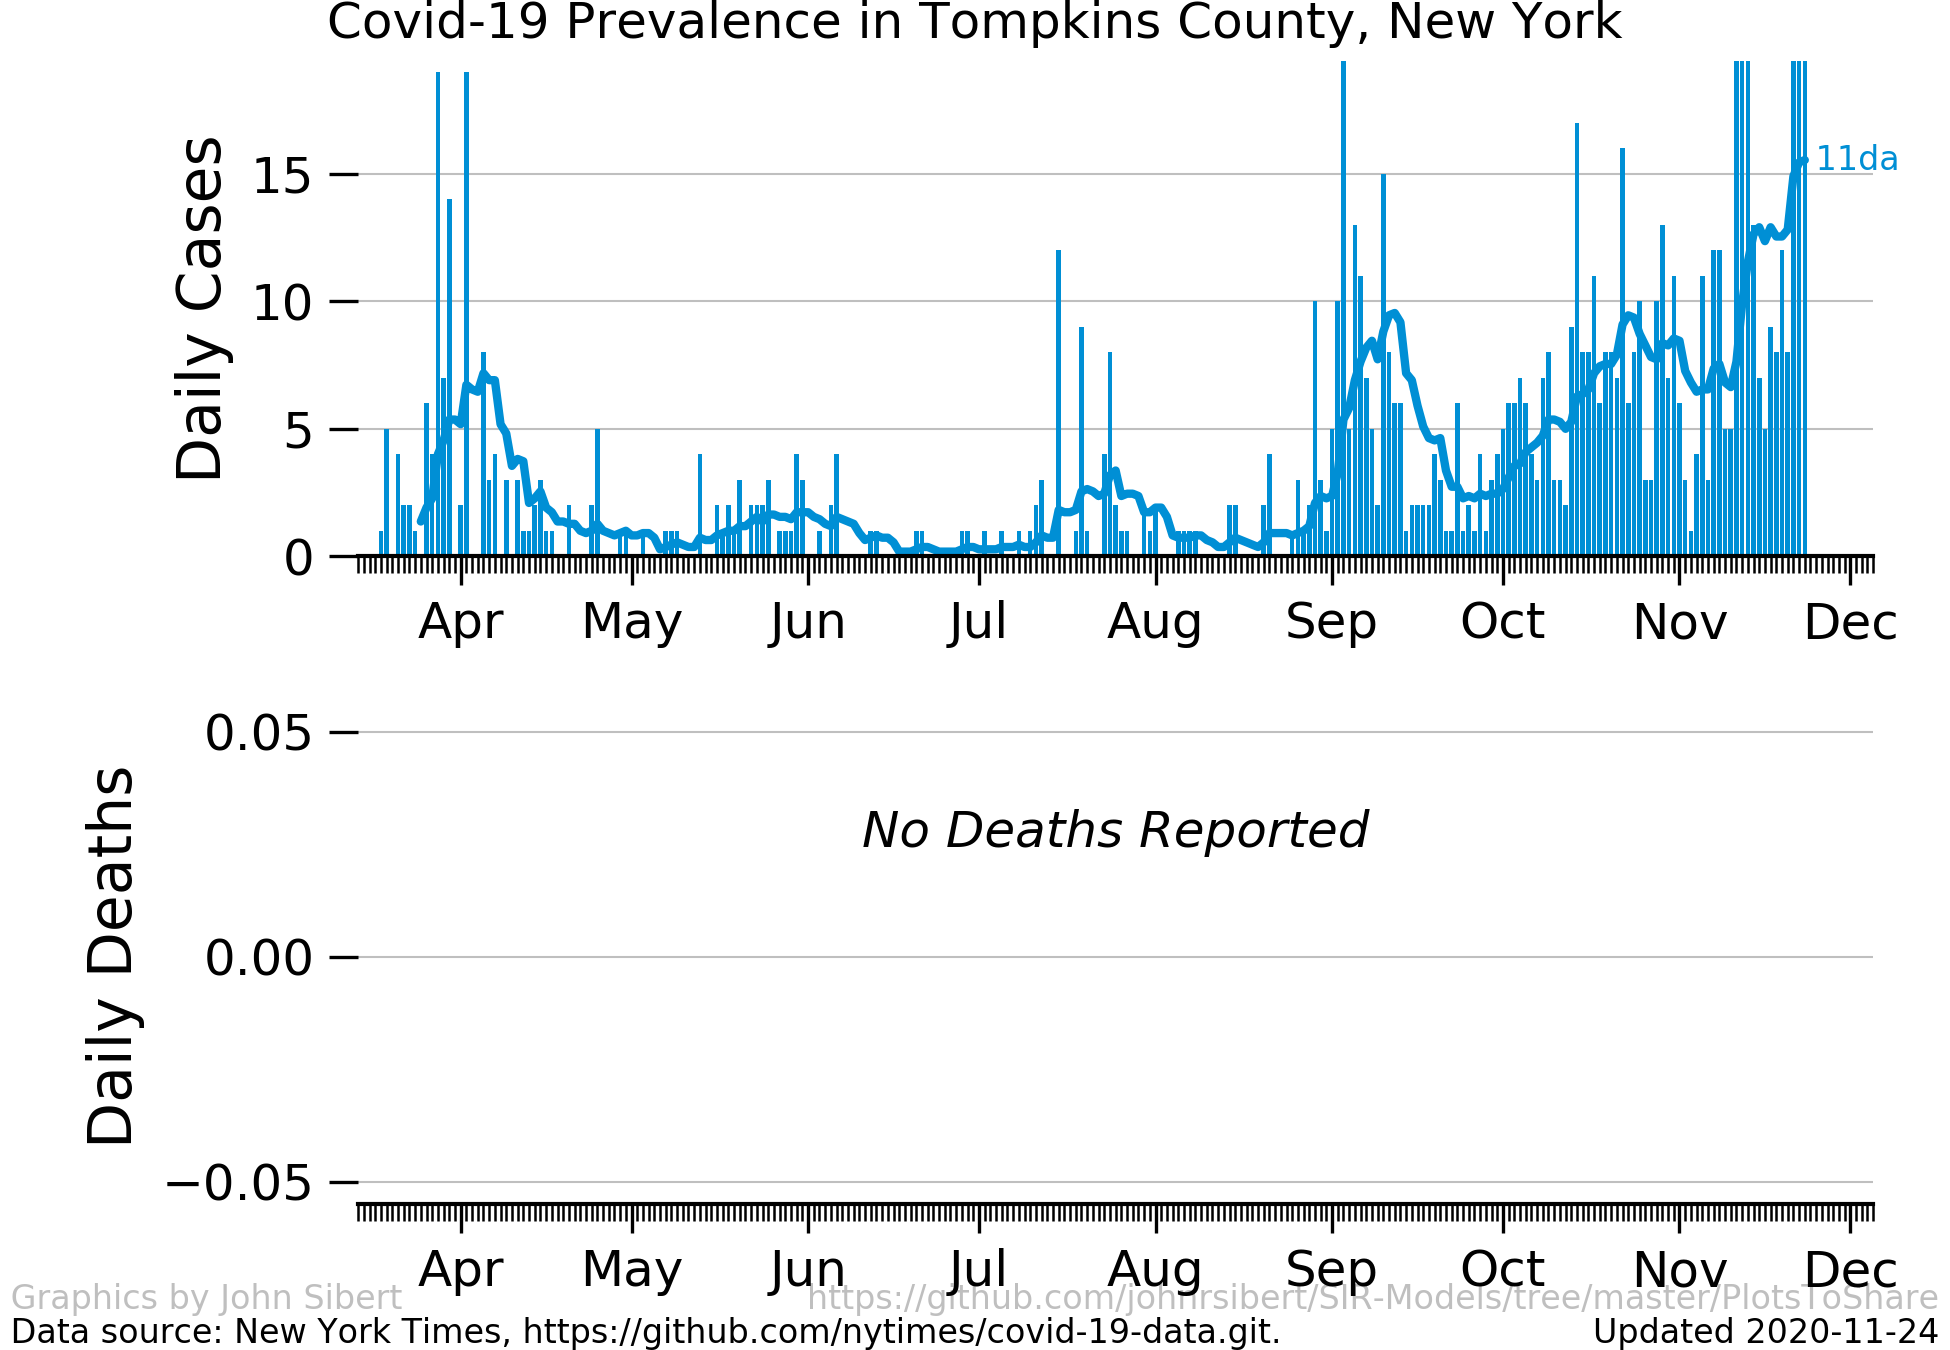 Covid-19 Prevalence in Tompkins County, New York
Daily Cases
15
10
5
0
11da
Apr May Jun Jul Aug Sep Oct Nov Dec
Daily Deaths
0.05
0.00
−0.05
No Deaths Reported
Apr May Jun Jul Aug Sep Oct Nov Dec
Graphics by John Sibert https://github.com/johnrsibert/SIR-Models/tree/master/PlotsToShare
Data source: New York Times, https://github.com/nytimes/covid-19-data.git. Updated 2020-11-24